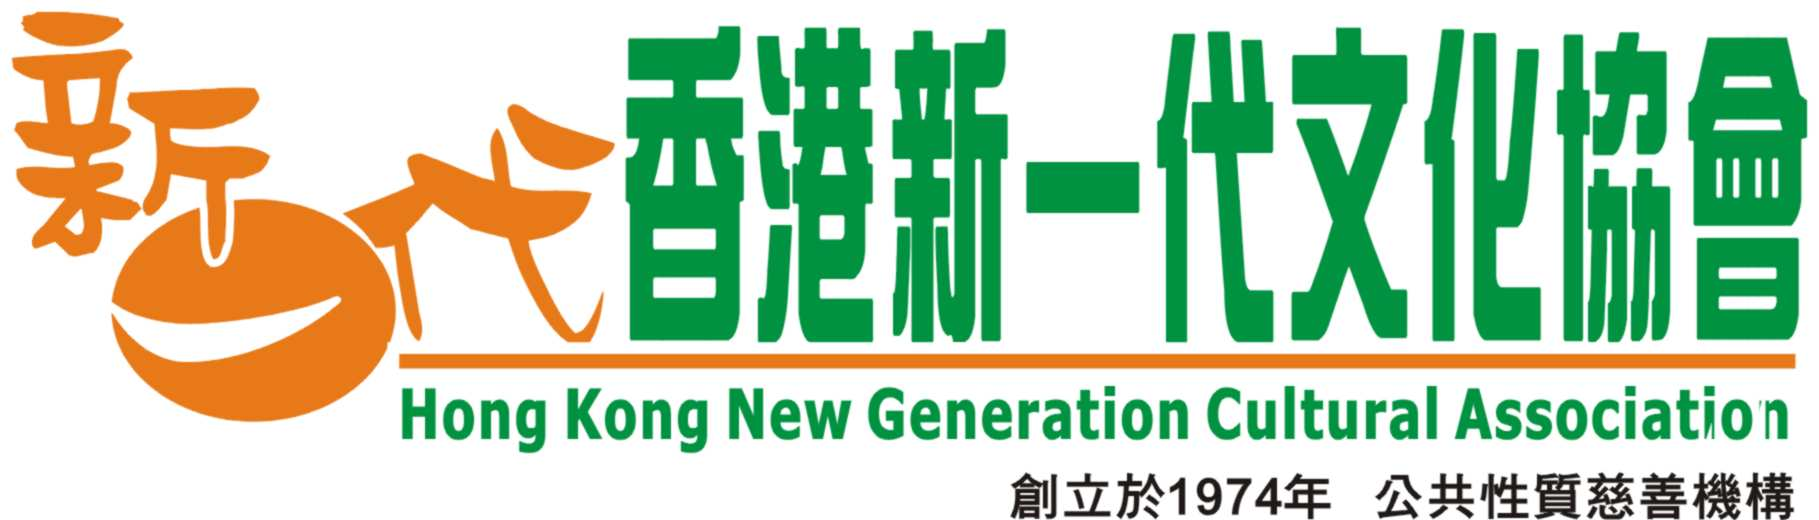 新一代
香港新一代文化協會
Hong Kong New Generation Cultural Association
創立於1974年 公共性質慈善機構